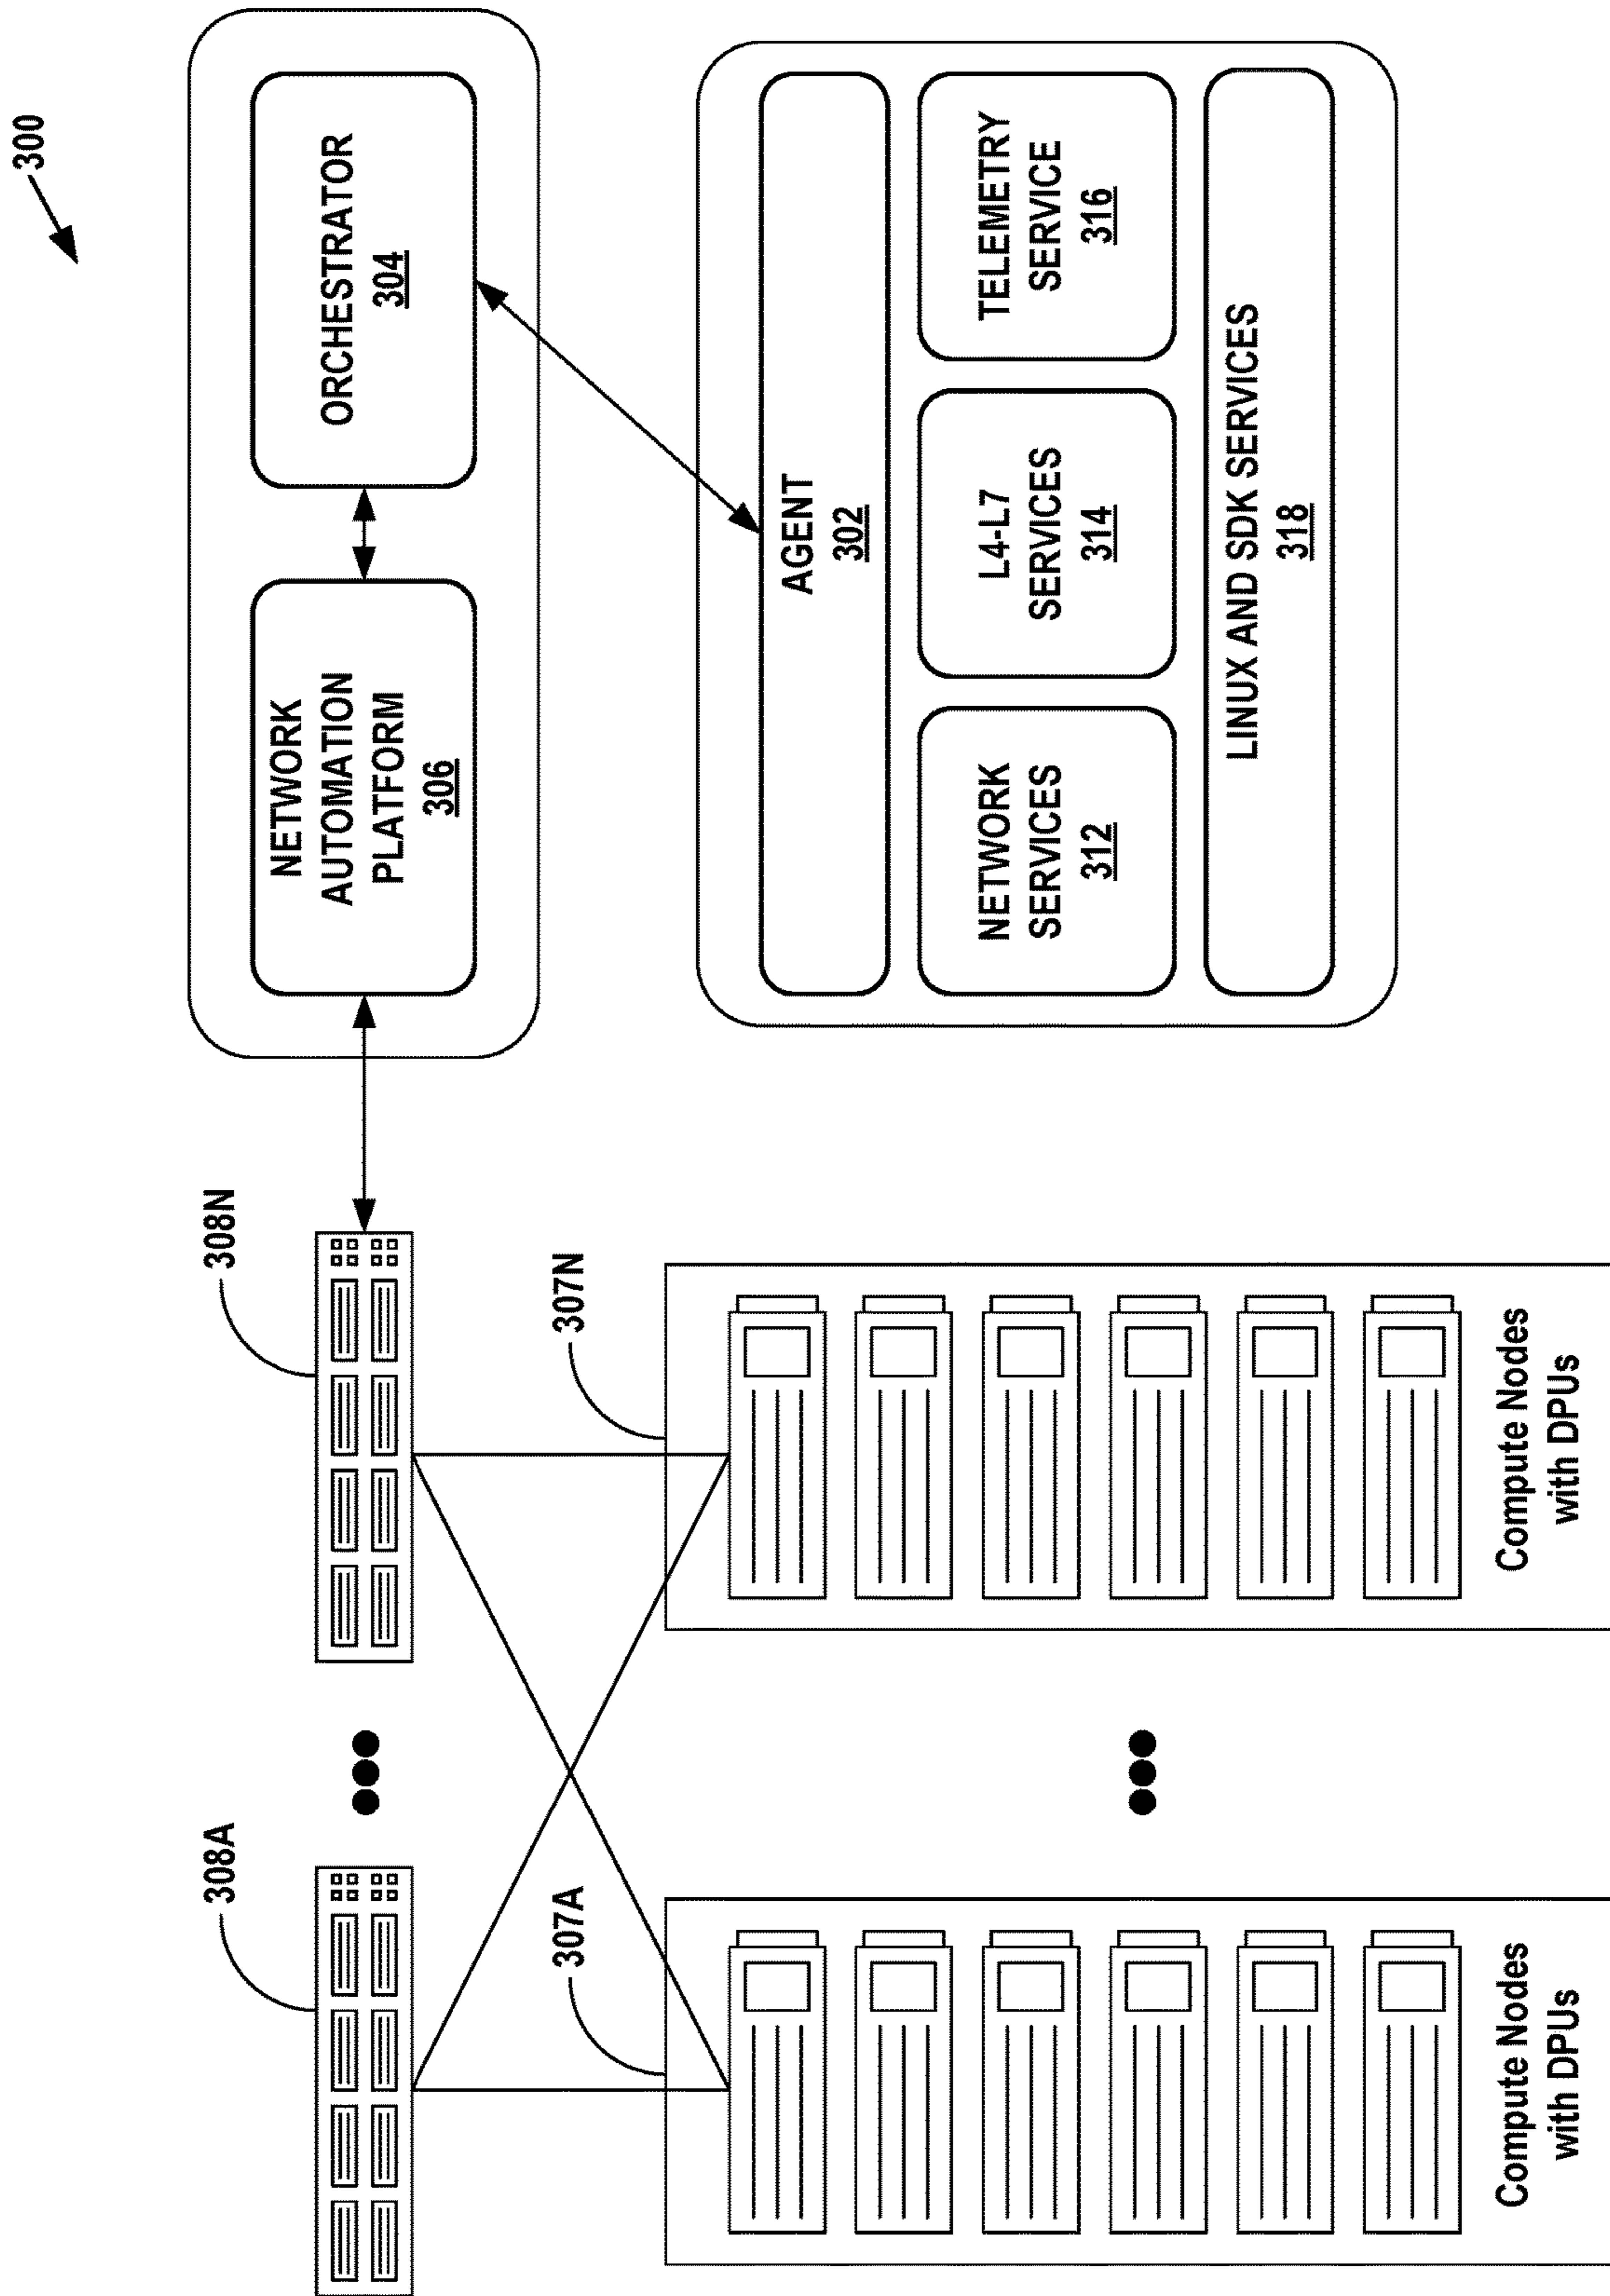 300
308A
308N
NETWORK
AUTOMATION
PLATFORM
306
ORCHESTRATOR
304
307A
307N
AGENT
302
NETWORK
SERVICES
312
L4-L7
SERVICES
314
TELEMETRY
SERVICE
316
LINUX AND SDK SERVICES
318
Compute Nodes
with DPUs
Compute Nodes
with DPUs